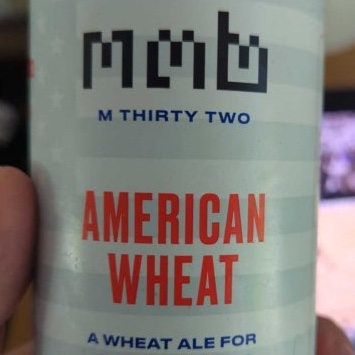 M THIRTY TWO
AMERICAN
WHEAT
A WHEAT ALE FOR